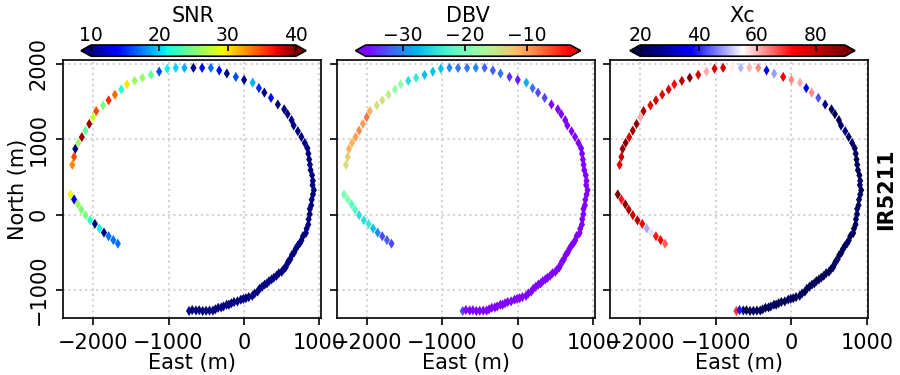 SNR DBV Xc
10 20 30 40 −30 −20 −10 20 40 60 80
2000
1000
0
−1000
North (m)
IR5211
−2000 −1000 0 1000 −2000 −1000 0 1000 −2000 −1000 0 1000
East (m) East (m) East (m)